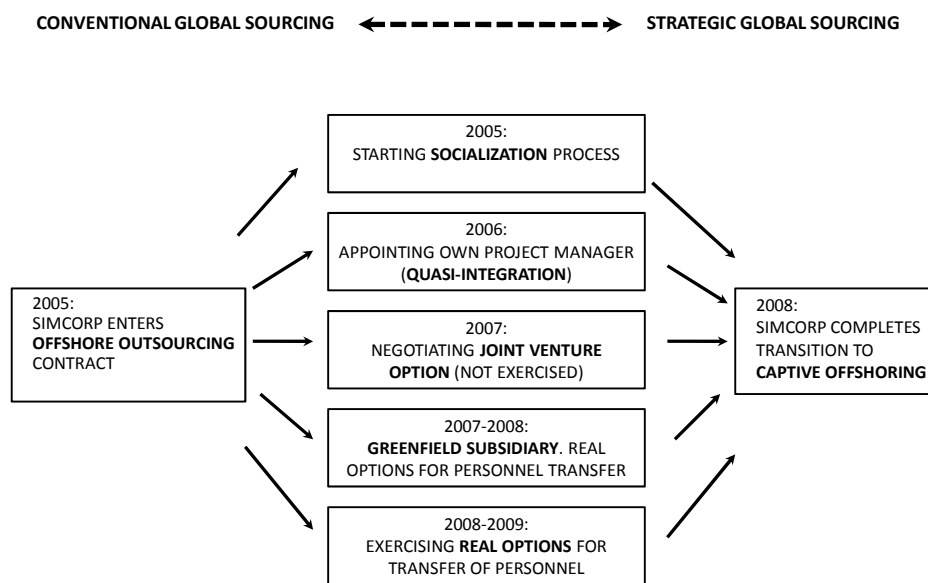 CONVENTIONAL GLOBAL SOURCING
STRATEGIC GLOBAL SOURCING
2005:
STARTING SOCIALIZATION PROCESS
2006:
APPOINTING OWN PROJECT MANAGER
(QUASI-INTEGRATION)
2005:
SIMCORP ENTERS
OFFSHORE OUTSOURCING
CONTRACT
2007:
NEGOTIATING JOINT VENTURE
OPTION (NOT EXERCISED)
2008:
SIMCORP COMPLETES
TRANSITION TO
CAPTIVE OFFSHORING
2007-2008:
GREENFIELD SUBSIDIARY. REAL
OPTIONS FOR PERSONNEL TRANSFER
2008-2009:
EXERCISING REAL OPTIONS FOR
TRANSFER OF PERSONNEL